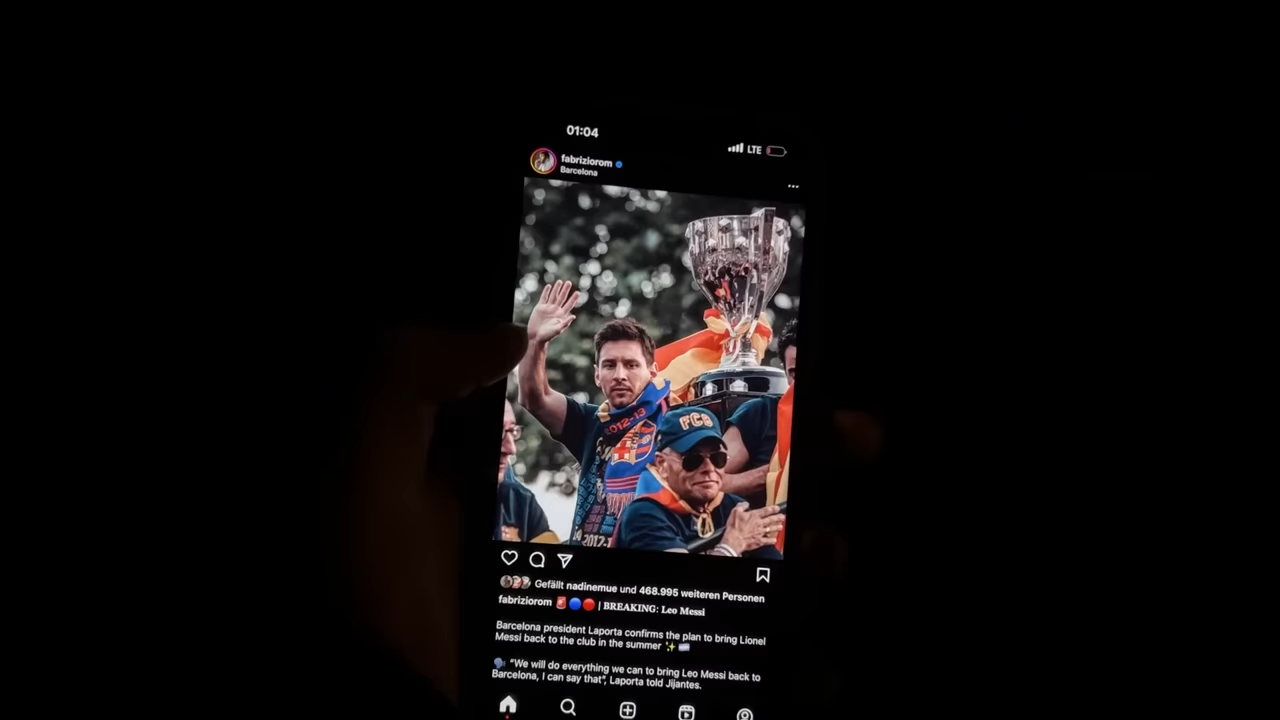 01:04
LTE
fabriziorom
Barcelona
FCB
2012-13
2012-1
Gefällt nadinemue und 468.995 weiteren Personen
fabriziorom 🚨🔵🔴 | BREAKING: Leo Messi
Barcelona president Laporta confirms the plan to bring Lionel
Messi back to the club in the summer ✨🇦🇷
🗣️ “We will do everything we can to bring Leo Messi back to
Barcelona, I can say that”, Laporta told Jijantes.